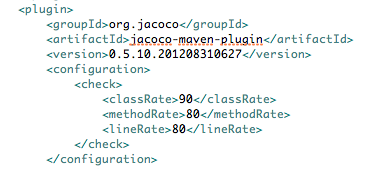 <plugin>
<groupId>org.jacoco</groupId>
<artifactId>jacoco-maven-plugin</artifactId>
<version>0.5.10.201208310627</version>
<configuration>
<check>
<classRate>90</classRate>
<methodRate>80</methodRate>
<lineRate>80</lineRate>
</check>
</configuration>